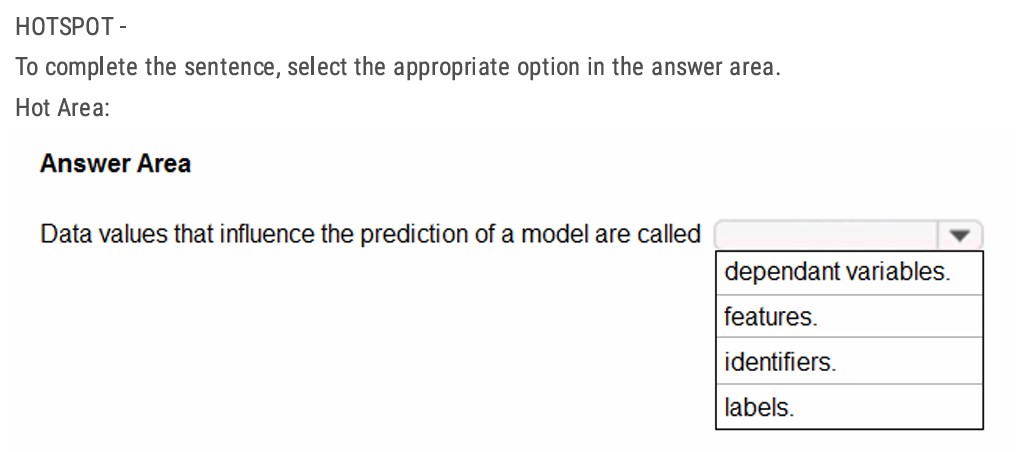 HOTSPOT -
To complete the sentence, select the appropriate option in the answer area.
Hot Area:
Answer Area
Data values that influence the prediction of a model are called
dependant variables.
features.
identifiers.
labels.